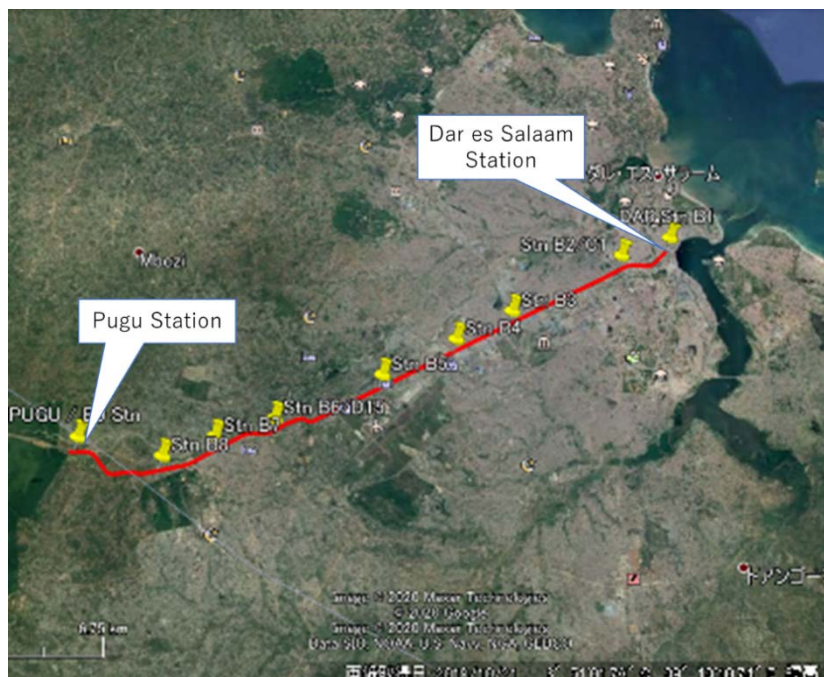 Dar es Salaam
Station
ダル・エス・サラーム
DAR Stn B1
Stn B2/C1
Mbezi
Stn B3
Pugu Station
Stn B4
Stn B5
Stn B6/D15
PUGU / B9 Stn
Stn B7
Stn B8
Image © 2020 Maxar Technologies
© 2020 Google
Image © 2020 Maxar Technologies
Data SIO, NOAA, U.S. Navy, NGA, GEBCO